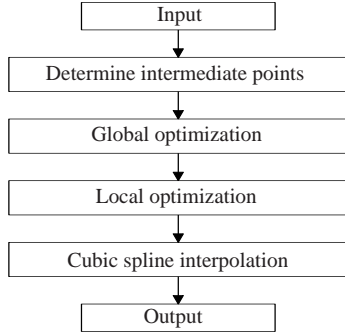 Input
Determine intermediate points
Global optimization
Local optimization
Cubic spline interpolation
Output